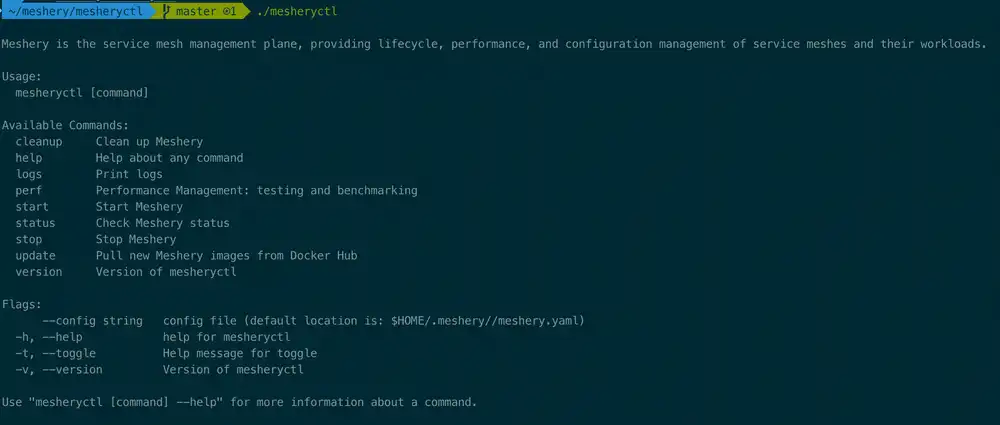 ~/meshery/mesheryctl master ⊙1 ./mesheryctl
Meshery is the service mesh management plane, providing lifecycle, performance, and configuration management of service meshes and their workloads.
Usage:
mesheryctl [command]
Available Commands:
cleanup Clean up Meshery
help Help about any command
logs Print logs
perf Performance Management: testing and benchmarking
start Start Meshery
status Check Meshery status
stop Stop Meshery
update Pull new Meshery images from Docker Hub
version Version of mesheryctl
Flags:
--config string config file (default location is: $HOME/.meshery//meshery.yaml)
-h, --help help for mesheryctl
-t, --toggle Help message for toggle
-v, --version Version of mesheryctl
Use "mesheryctl [command] --help" for more information about a command.